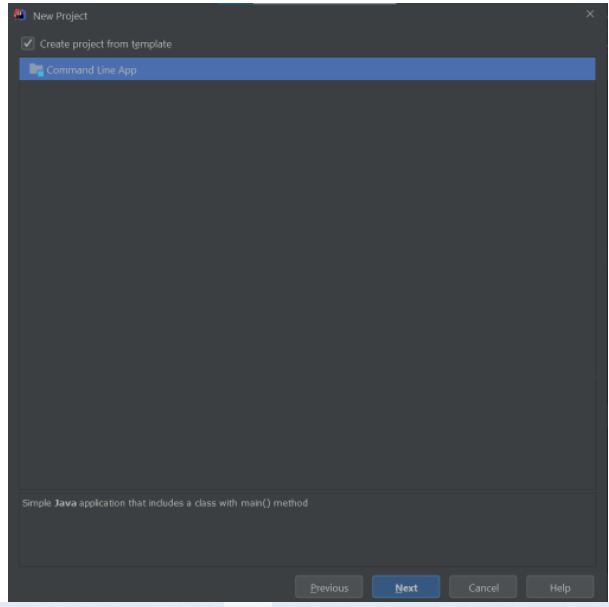 New Project
Create project from template
Command Line App
Simple Java application that includes a class with main() method
Previous Next Cancel Help